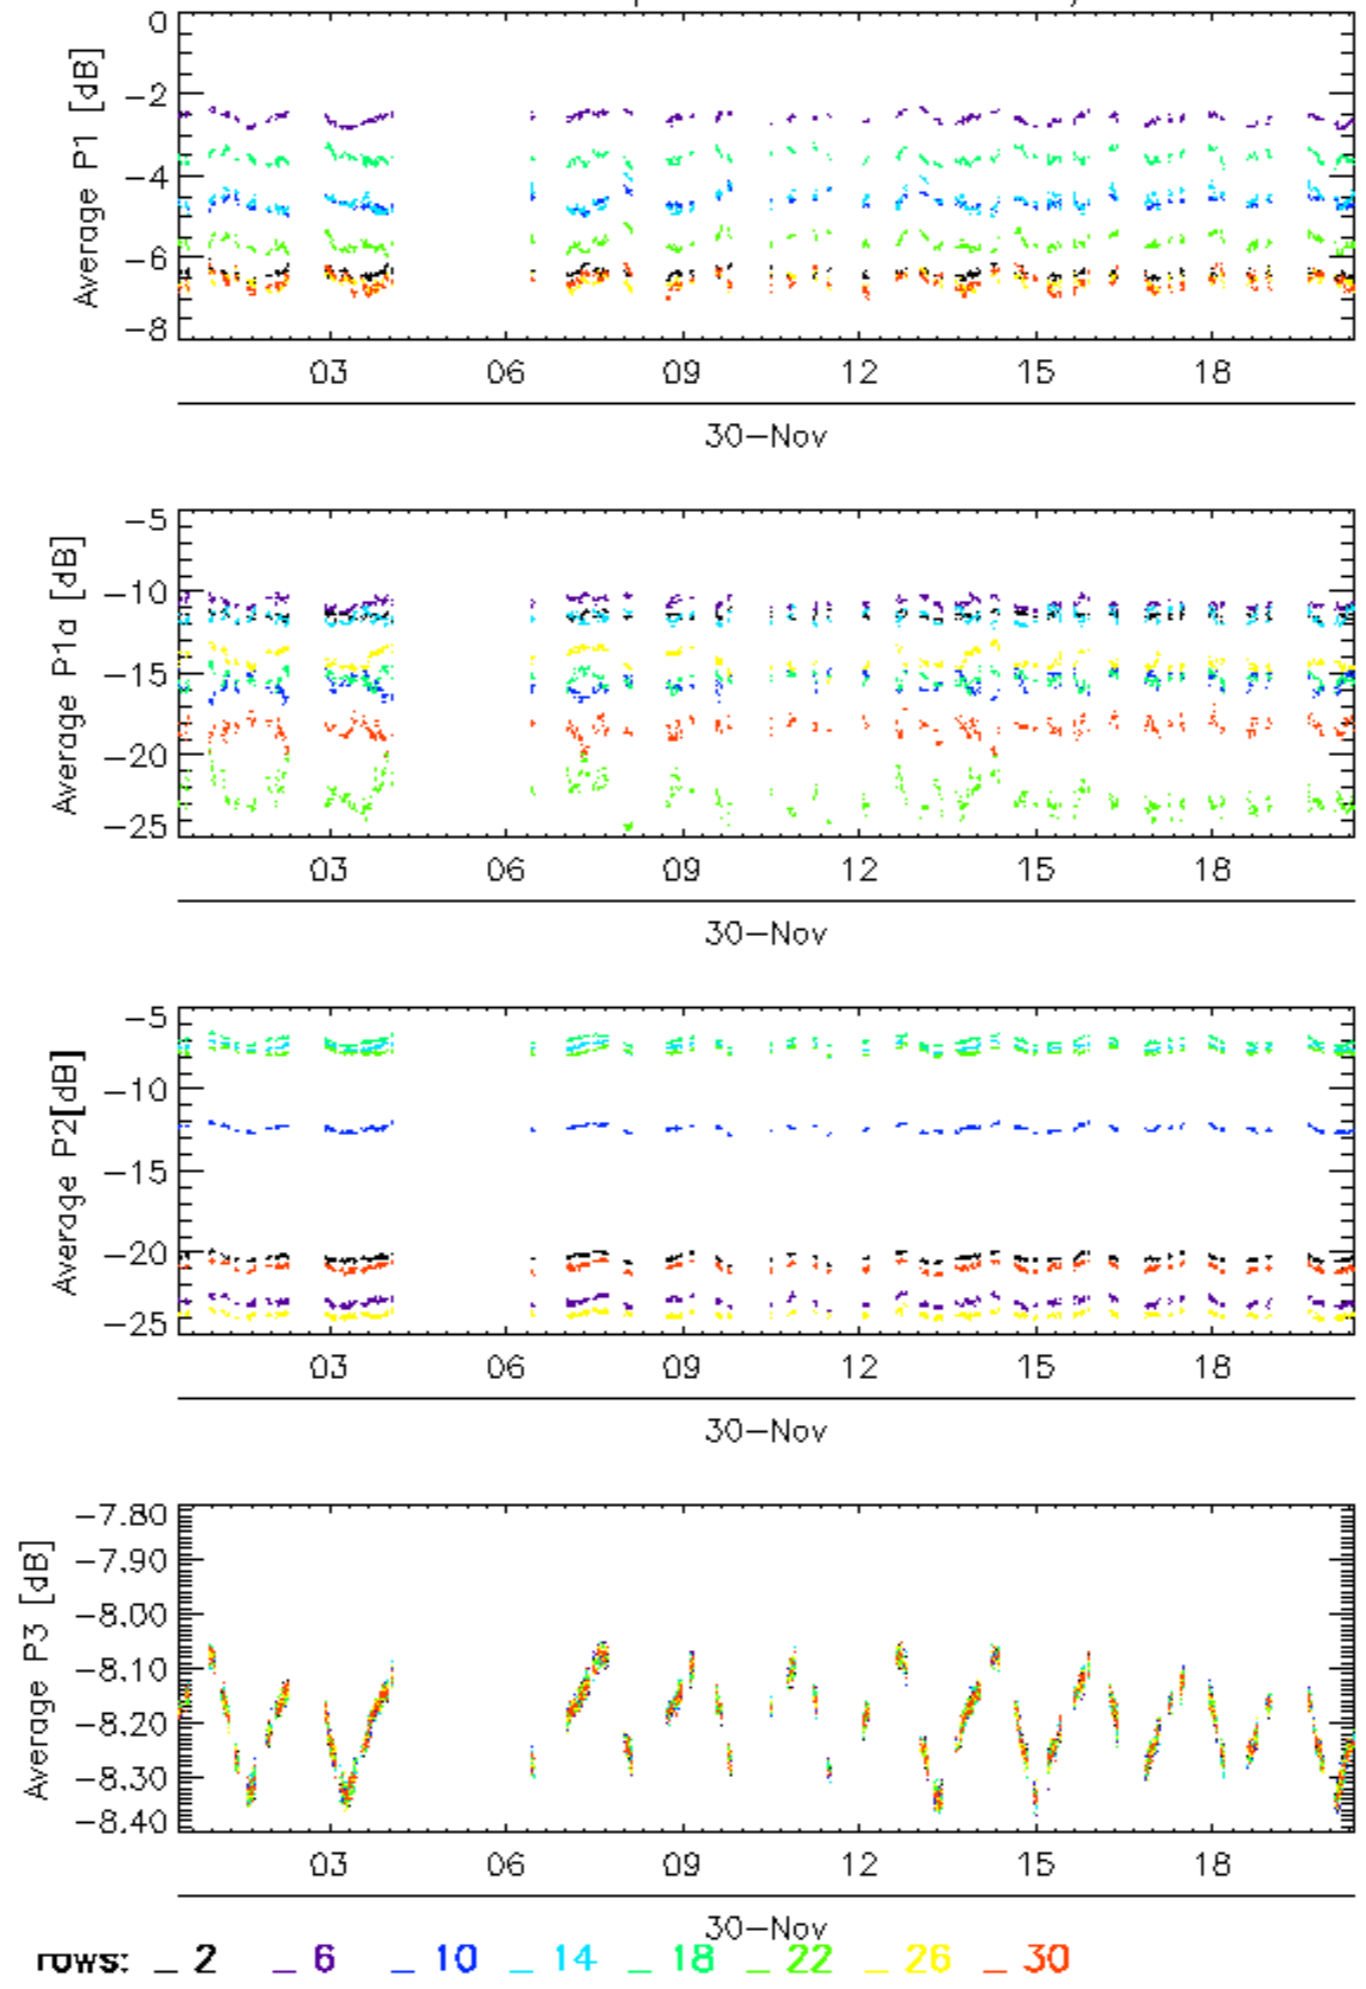 Average P1 [dB]
0
−2
−4
−6
−8
03 06 09 12 15 18
30−Nov
Average P1a [dB]
−5
−10
−15
−20
−25
03 06 09 12 15 18
30−Nov
Average P2[dB]
−5
−10
−15
−20
−25
03 06 09 12 15 18
30−Nov
Average P3 [dB]
−7.80
−7.90
−8.00
−8.10
−8.20
−8.30
−8.40
03 06 09 12 15 18
30−Nov
rows: _ 2 _ 6 _ 10 _ 14 _ 18 _ 22 _ 26 _ 30